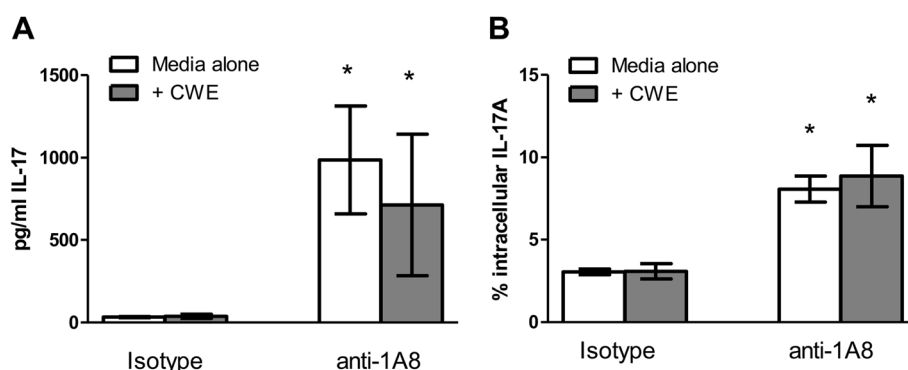 A
Media alone
+ CWE
pg/ml IL-17
1500
1000
500
0
* *
Isotype anti-1A8
B
Media alone
+ CWE
% intracellular IL-17A
15
10
5
0
* *
Isotype anti-1A8